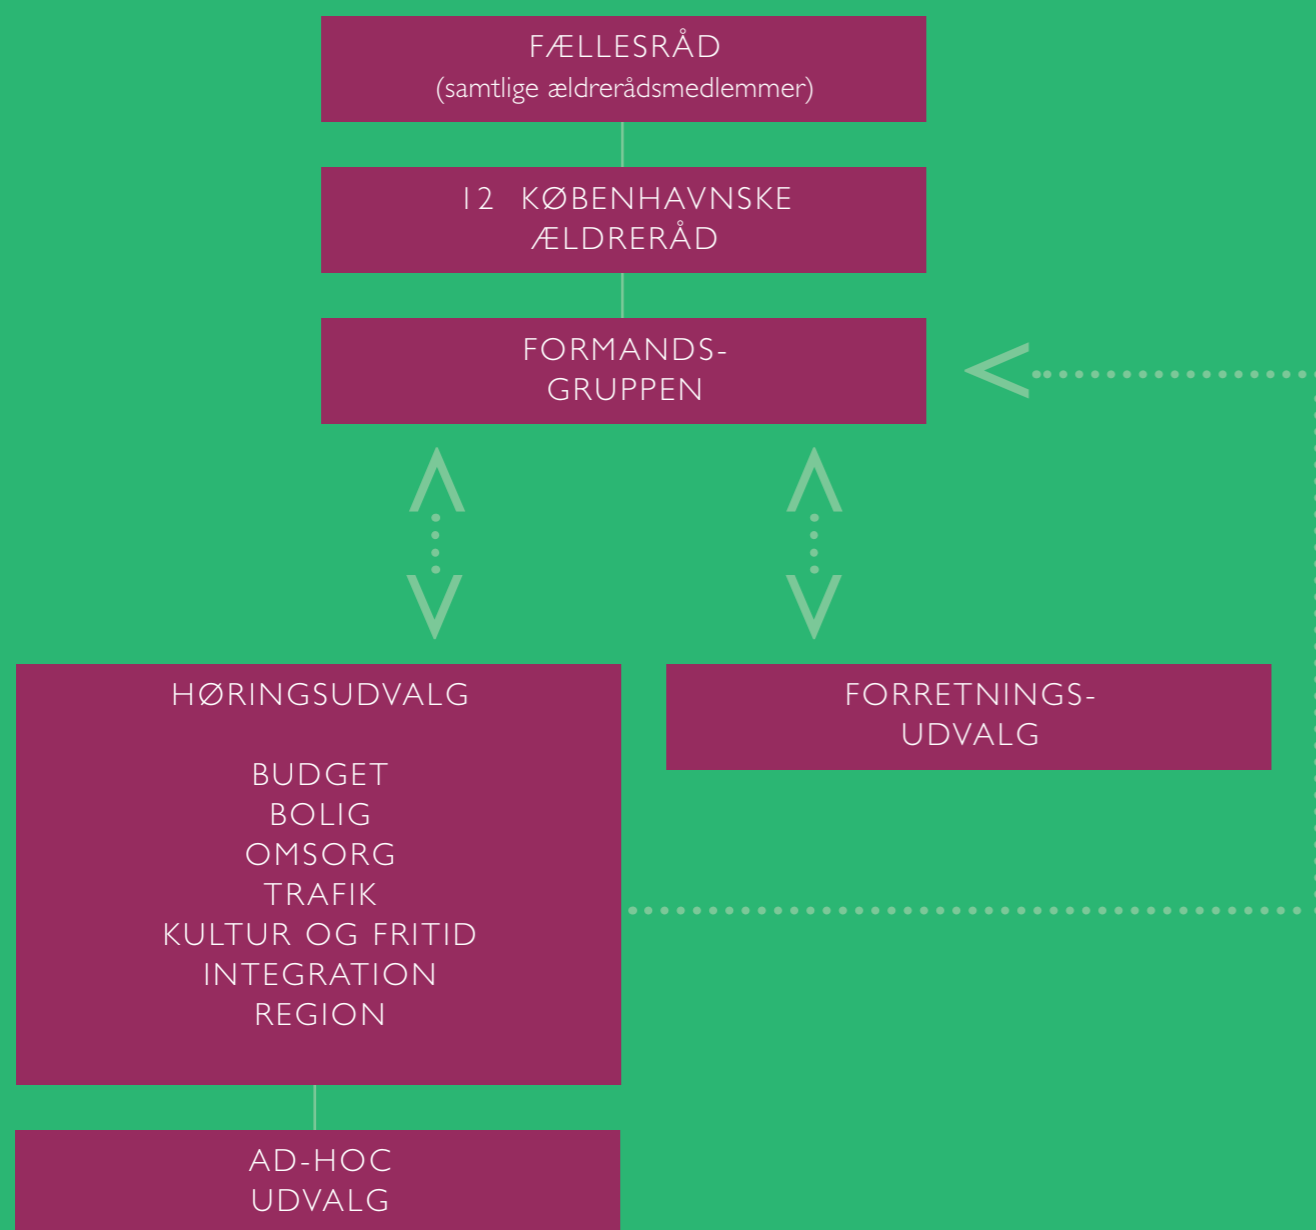 FÆLLESRÅD
(samtlige ældrerådsmedlemmer)
12 KØBENHAVNSKE
ÆLDRERÅD
FORMANDS-
GRUPPEN
HØRINGSUDVALG
BUDGET
BOLIG
OMSORG
TRAFIK
KULTUR OG FRITID
INTEGRATION
REGION
FORRETNINGS-
UDVALG
AD-HOC
UDVALG